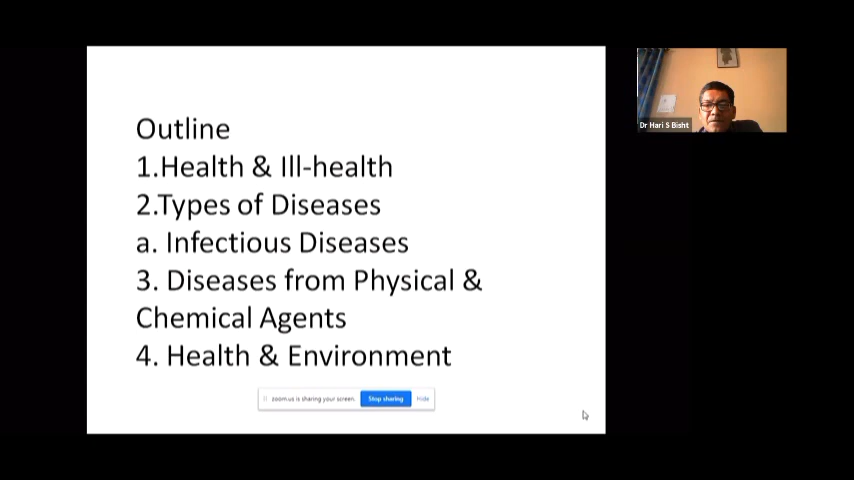 Outline
1.Health & Ill-health
2.Types of Diseases
a. Infectious Diseases
3. Diseases from Physical &
Chemical Agents
4. Health & Environment
zoom.us is sharing your screen. Stop sharing Hide
Dr Hari S Bisht